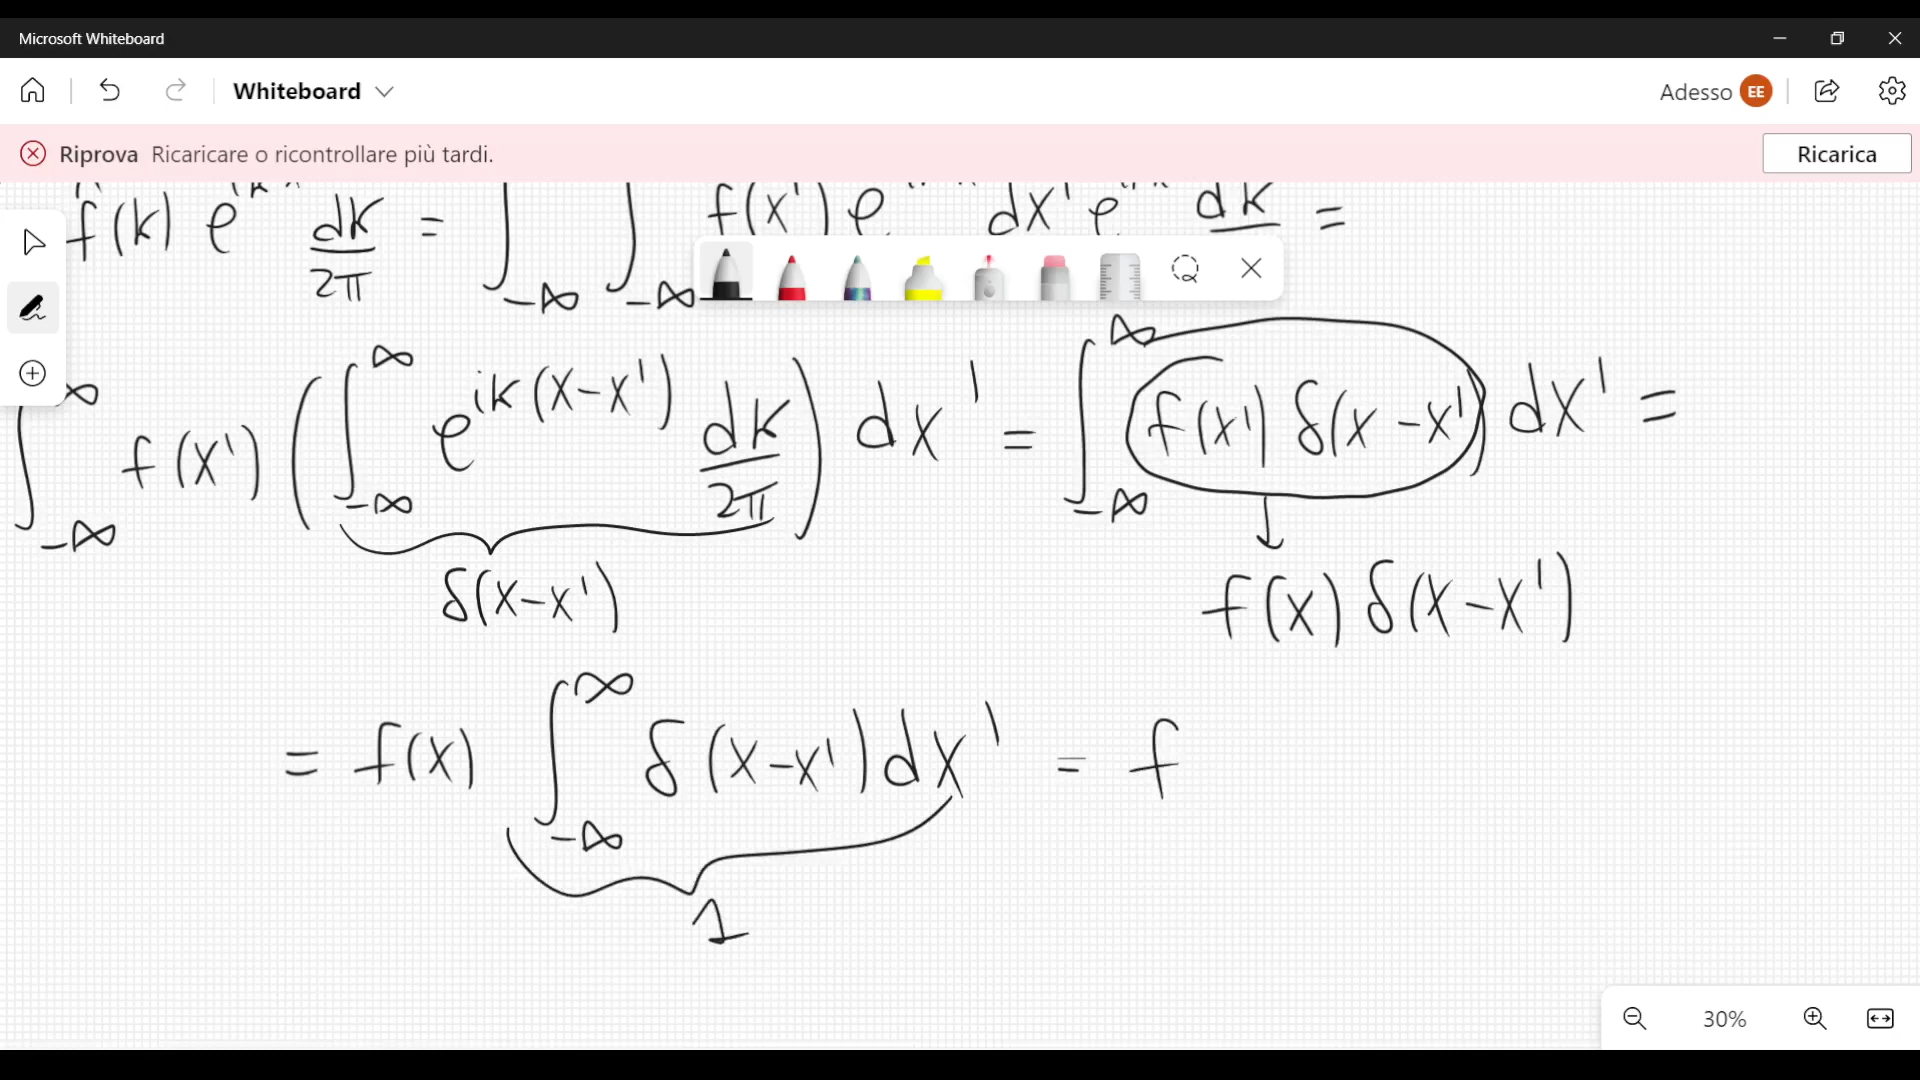 Microsoft Whiteboard
Whiteboard
Adesso EE
Riprova Ricaricare o ricontrollare più tardi.
Ricarica
f(k) e dk/2π = ∫_-∞ ∫_-∞ f(x') e dx' e dk =
∫_-∞^∞ f(x') (∫_-∞^∞ e^{ik(x-x')} dk/2π) dx' = ∫_-∞^∞ f(x') δ(x-x') dx' =
δ(x-x')
f(x) δ(x-x')
= f(x) ∫_-∞^∞ δ(x-x') dx' = f
1
30%